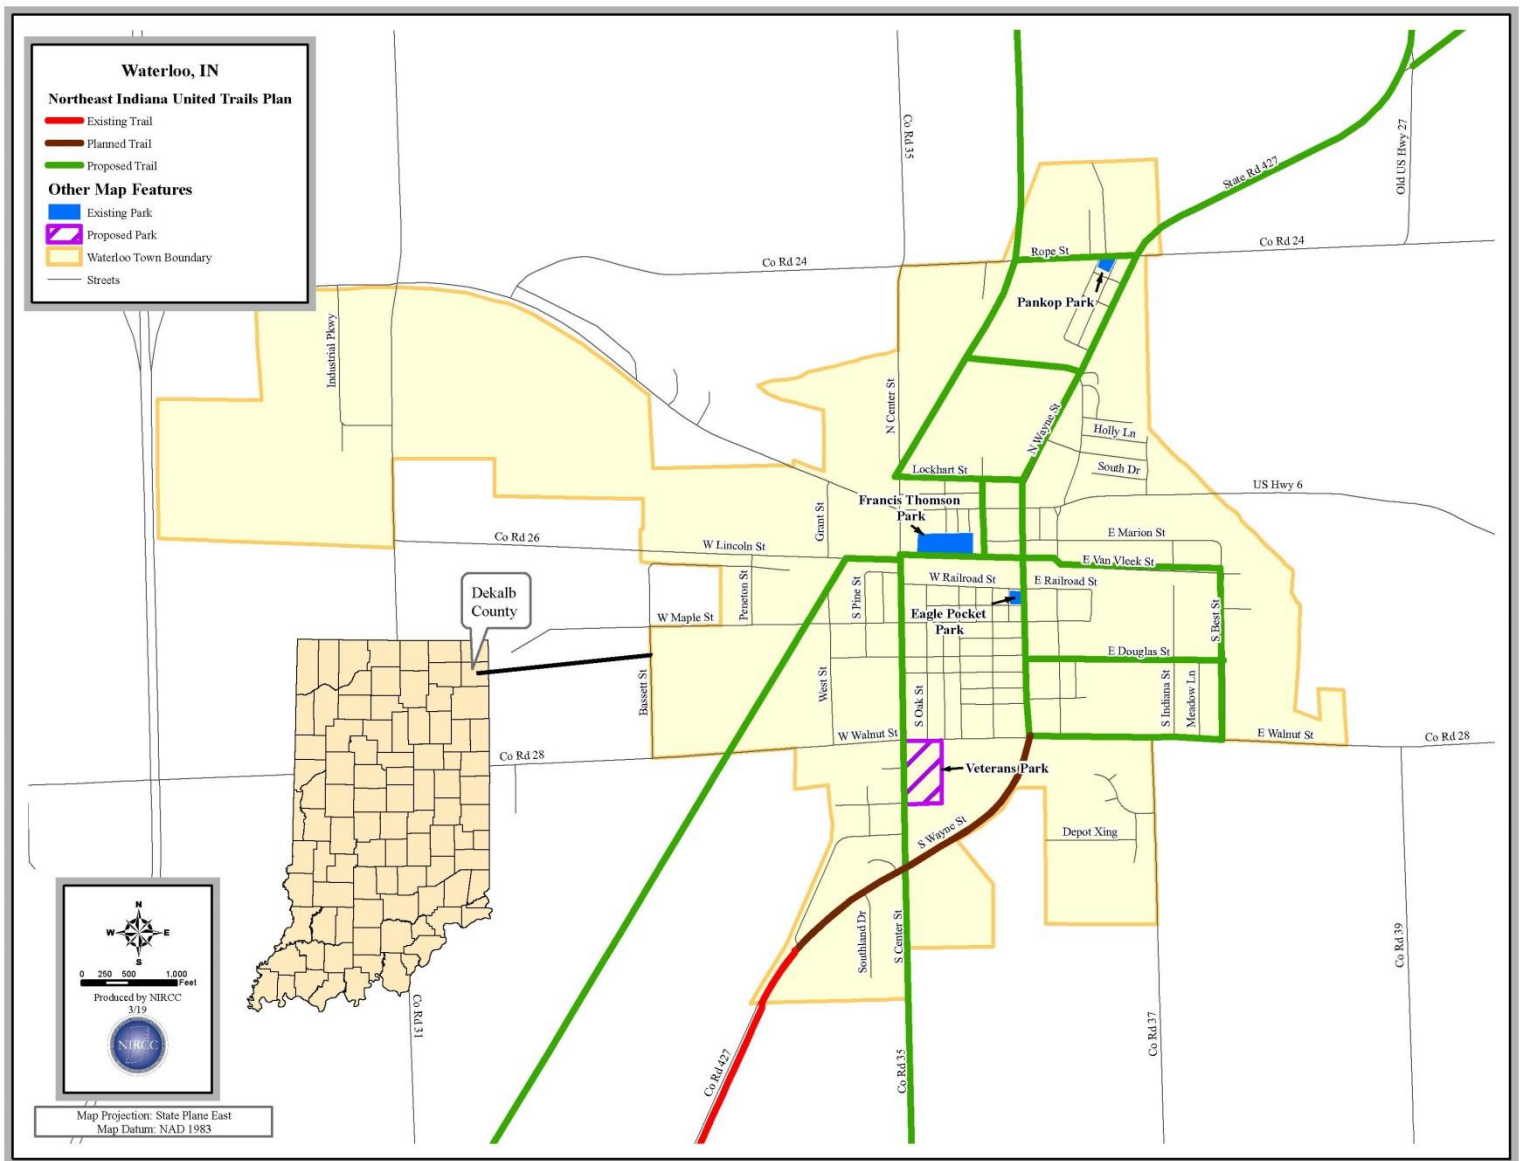 Waterloo, IN
Northeast Indiana United Trails Plan
Existing Trail
Planned Trail
Proposed Trail
Other Map Features
Existing Park
Proposed Park
Waterloo Town Boundary
Streets
Co Rd 35
Old US Hwy 27
State Rd 427
Co Rd 24
Rope St
Co Rd 24
Pankop Park
Industrial Pkwy
N Center St
N Wayne St
Holly Ln
South Dr
Lockhart St
US Hwy 6
Francis Thomson
Park
Grant St
E Marion St
Co Rd 26
W Lincoln St
E Van Vleek St
W Railroad St
E Railroad St
Peneton St
S Pine St
Dekalb
County
W Maple St
Eagle Pocket
Park
S Best St
E Douglas St
Bassett St
West St
S Oak St
S Indiana St
Meadow Ln
W Walnut St
E Walnut St
Co Rd 28
Co Rd 28
Veterans Park
S Wayne St
Depot Xing
Southland Dr
S Center St
Co Rd 39
Co Rd 31
Co Rd 37
Co Rd 427
Co Rd 35
N
W E
S
0 250 500 1,000
Feet
Produced by NIRCC
3/19
NIRCC
Map Projection: State Plane East
Map Datum: NAD 1983